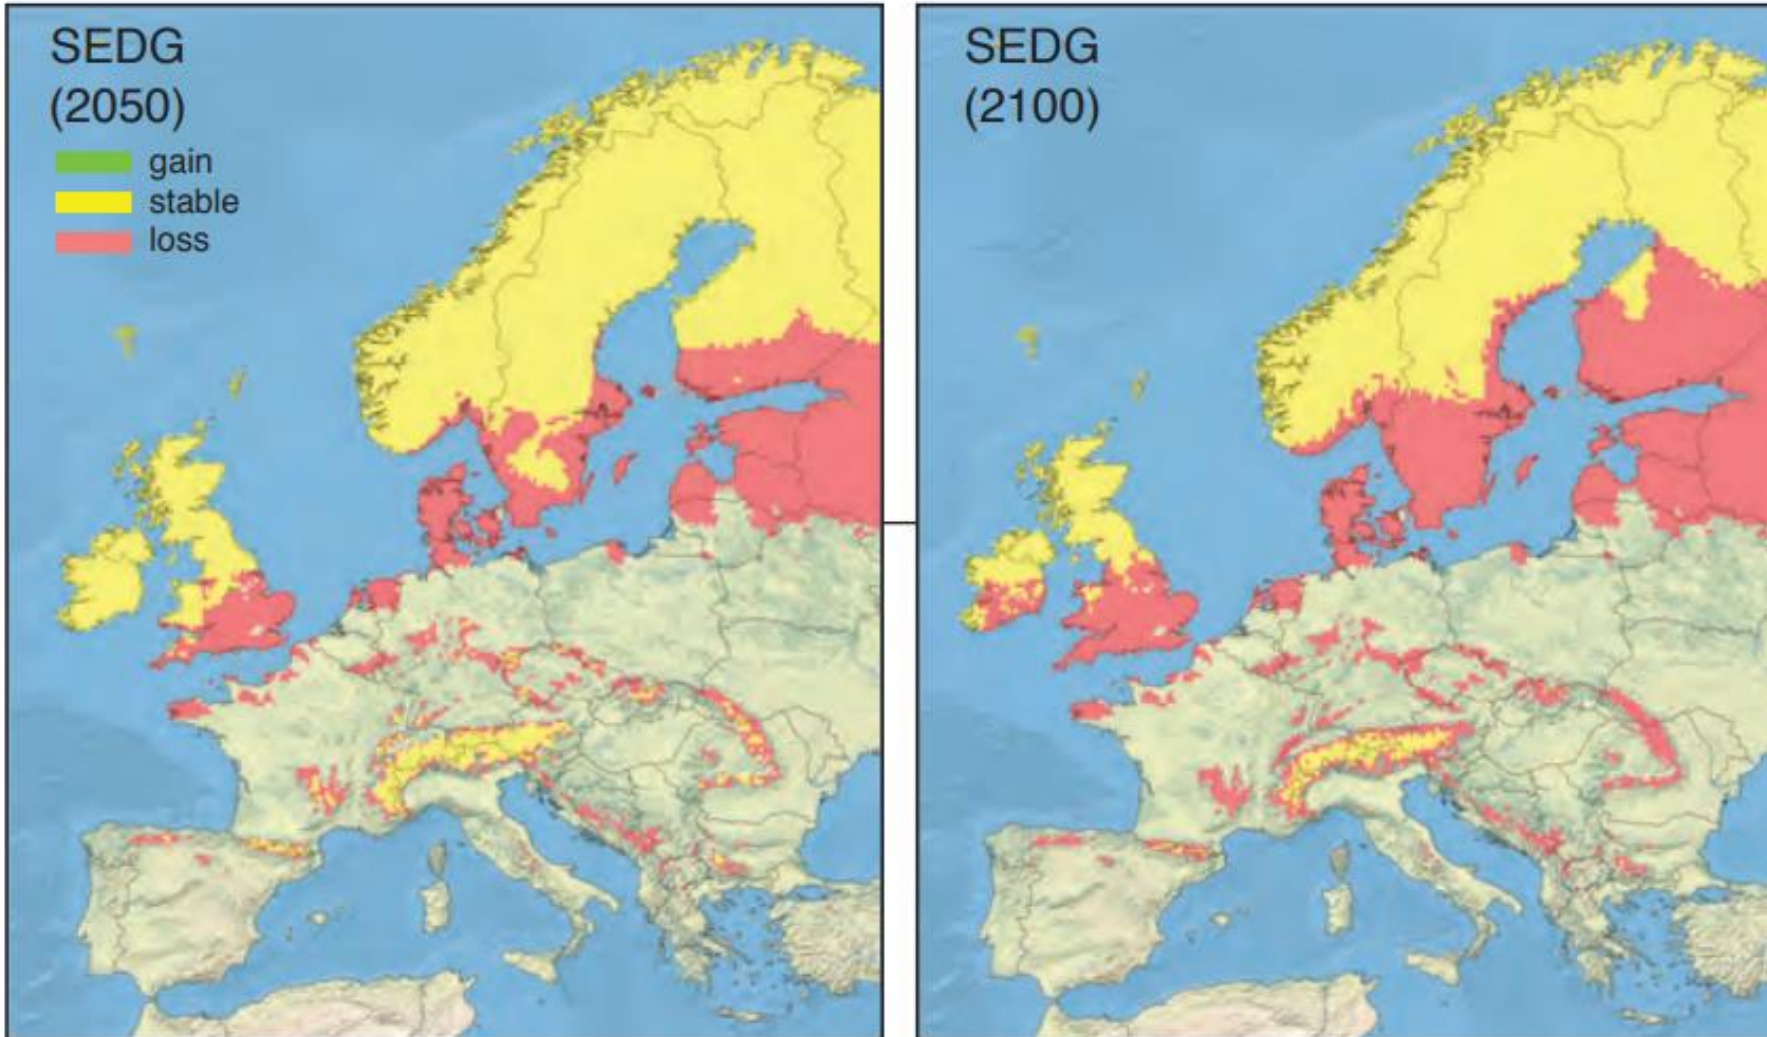 SEDG
(2050)
gain
stable
loss
SEDG
(2100)